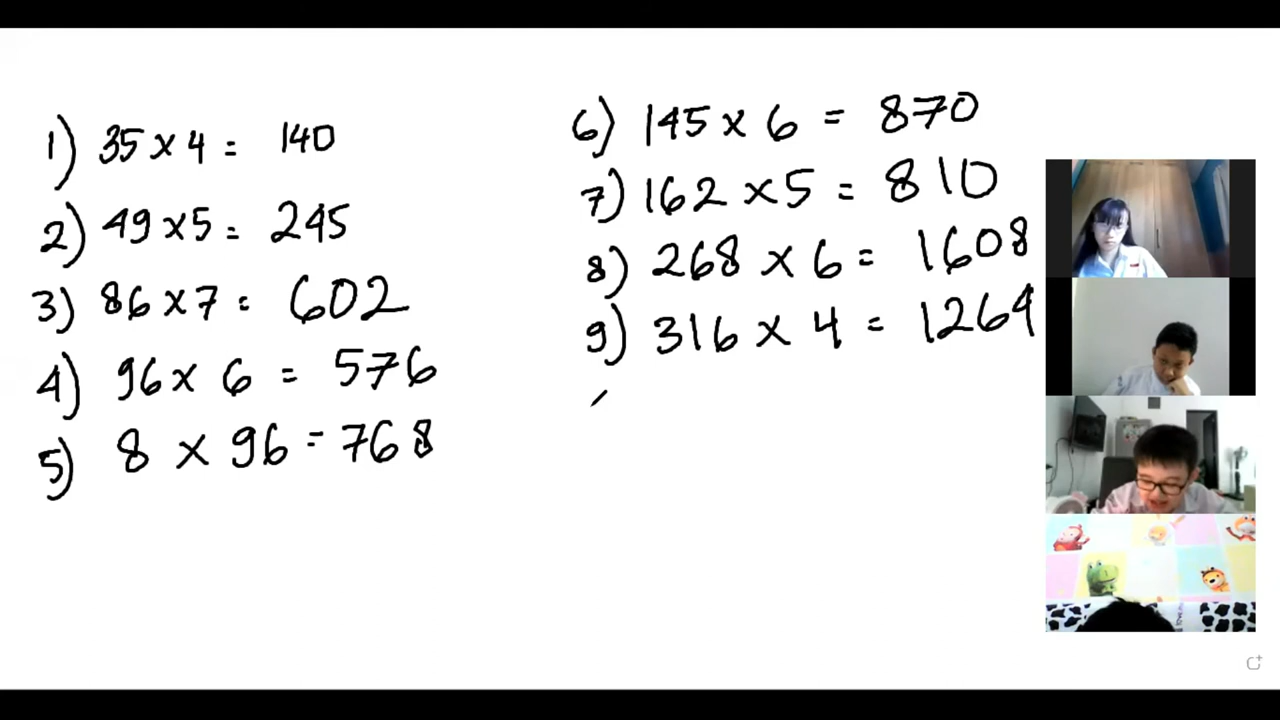 1) 35 x 4 = 140
2) 49 x 5 = 245
3) 86 x 7 = 602
4) 96 x 6 = 576
5) 8 x 96 = 768
6) 145 x 6 = 870
7) 162 x 5 = 810
8) 268 x 6 = 1608
9) 316 x 4 = 1264